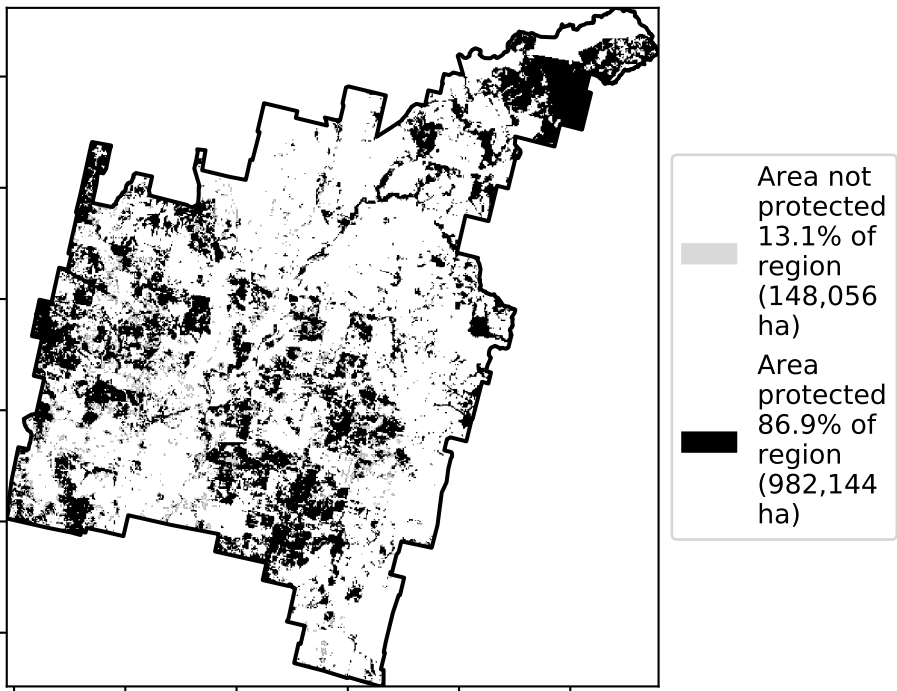 Area not
protected
13.1% of
region
(148,056
ha)
Area
protected
86.9% of
region
(982,144
ha)